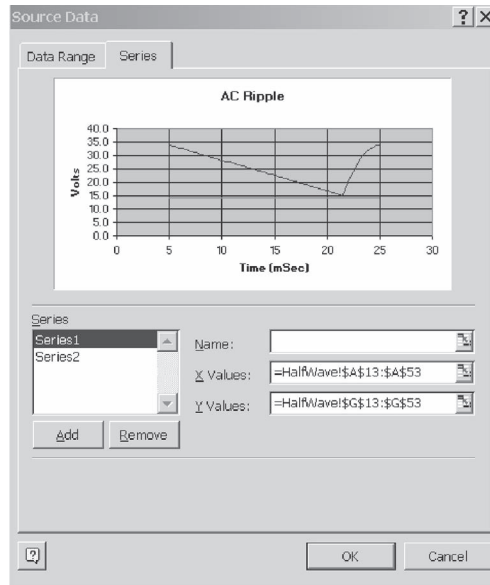 Source Data
? X
Data Range Series
AC Ripple
Volts
40.0
35.0
30.0
25.0
20.0
15.0
10.0
5.0
0.0
0 5 10 15 20 25 30
Time (mSec)
Series
Series1
Series2
Add Remove
Name:
X Values: =HalfWave!$A$13:$A$53
Y Values: =HalfWave!$G$13:$G$53
?
OK Cancel